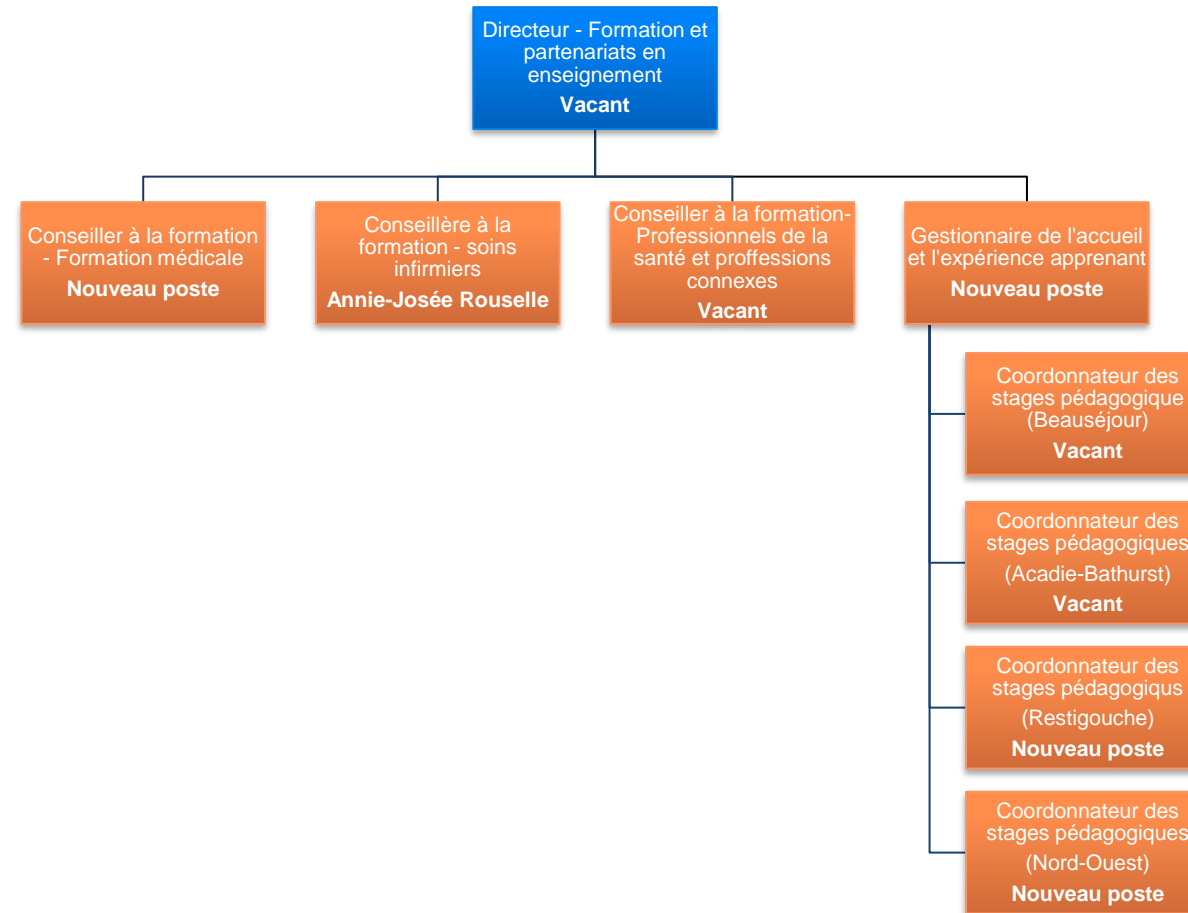 Directeur - Formation et
partenariats en
enseignement
Vacant
Conseiller à la formation
- Formation médicale
Nouveau poste
Conseillère à la
formation - soins
infirmiers
Annie-Josée Rouselle
Conseiller à la formation-
Professionnels de la
santé et proffessions
connexes
Vacant
Gestionnaire de l'accueil
et l'expérience apprenant
Nouveau poste
Coordonnateur des
stages pédagogique
(Beauséjour)
Vacant
Coordonnateur des
stages pédagogiques
(Acadie-Bathurst)
Vacant
Coordonnateur des
stages pédagogiqus
(Restigouche)
Nouveau poste
Coordonnateur des
stages pédagogiques
(Nord-Ouest)
Nouveau poste